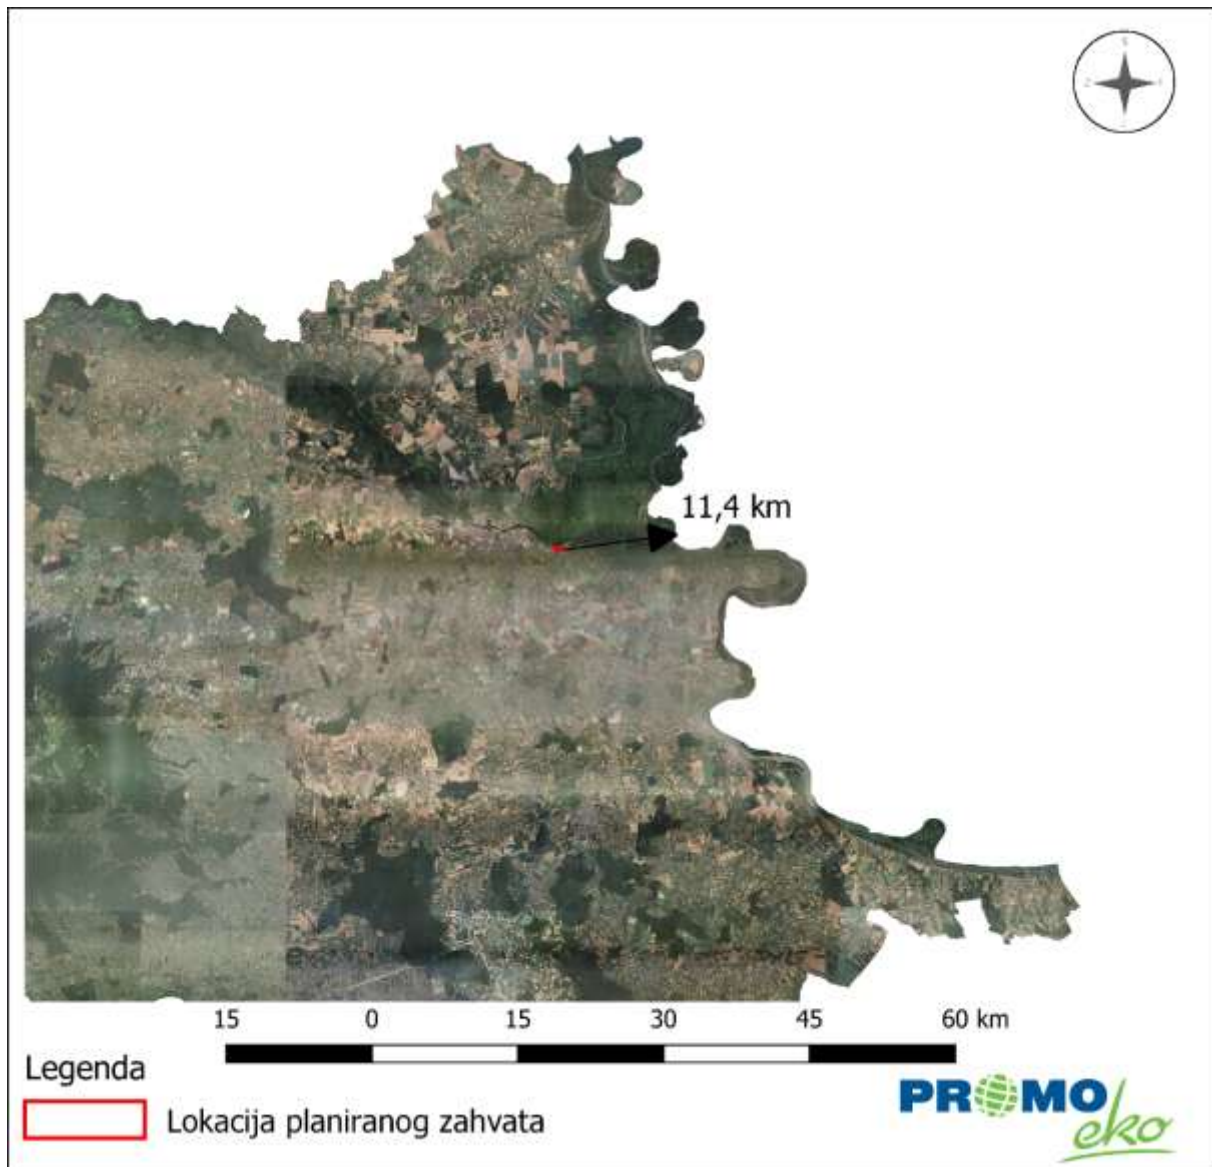 S
Z
I
J
11,4 km
15 0 15 30 45 60 km
Legenda
Lokacija planiranog zahvata
PROMO
eko